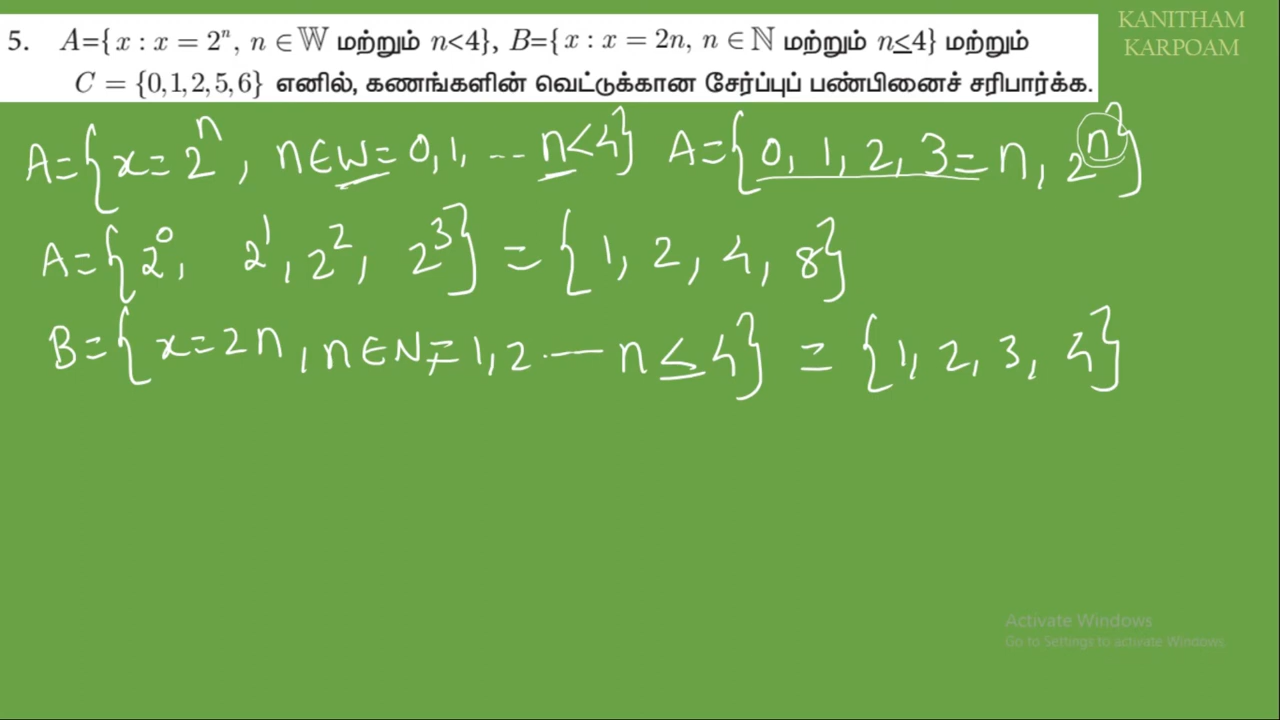 KANITHAM
KARPOAM
5. A={x : x = 2ⁿ, n ∈ 𝕎 மற்றும் n<4}, B={x : x = 2n, n ∈ ℕ மற்றும் n≤4} மற்றும்
C = {0,1,2,5,6} எனில், கணங்களின் வெட்டுக்கான சேர்ப்புப் பண்பினைச் சரிபார்க்க.
A={x=2ⁿ, n∈W=0,1,... n<4} A={0, 1, 2, 3=n, 2ⁿ}
A={2⁰, 2¹, 2², 2³} = {1, 2, 4, 8}
B={x=2n, n∈N=1,2.— n≤4} = {1, 2, 3, 4}
Activate Windows
Go to Settings to activate Windows.